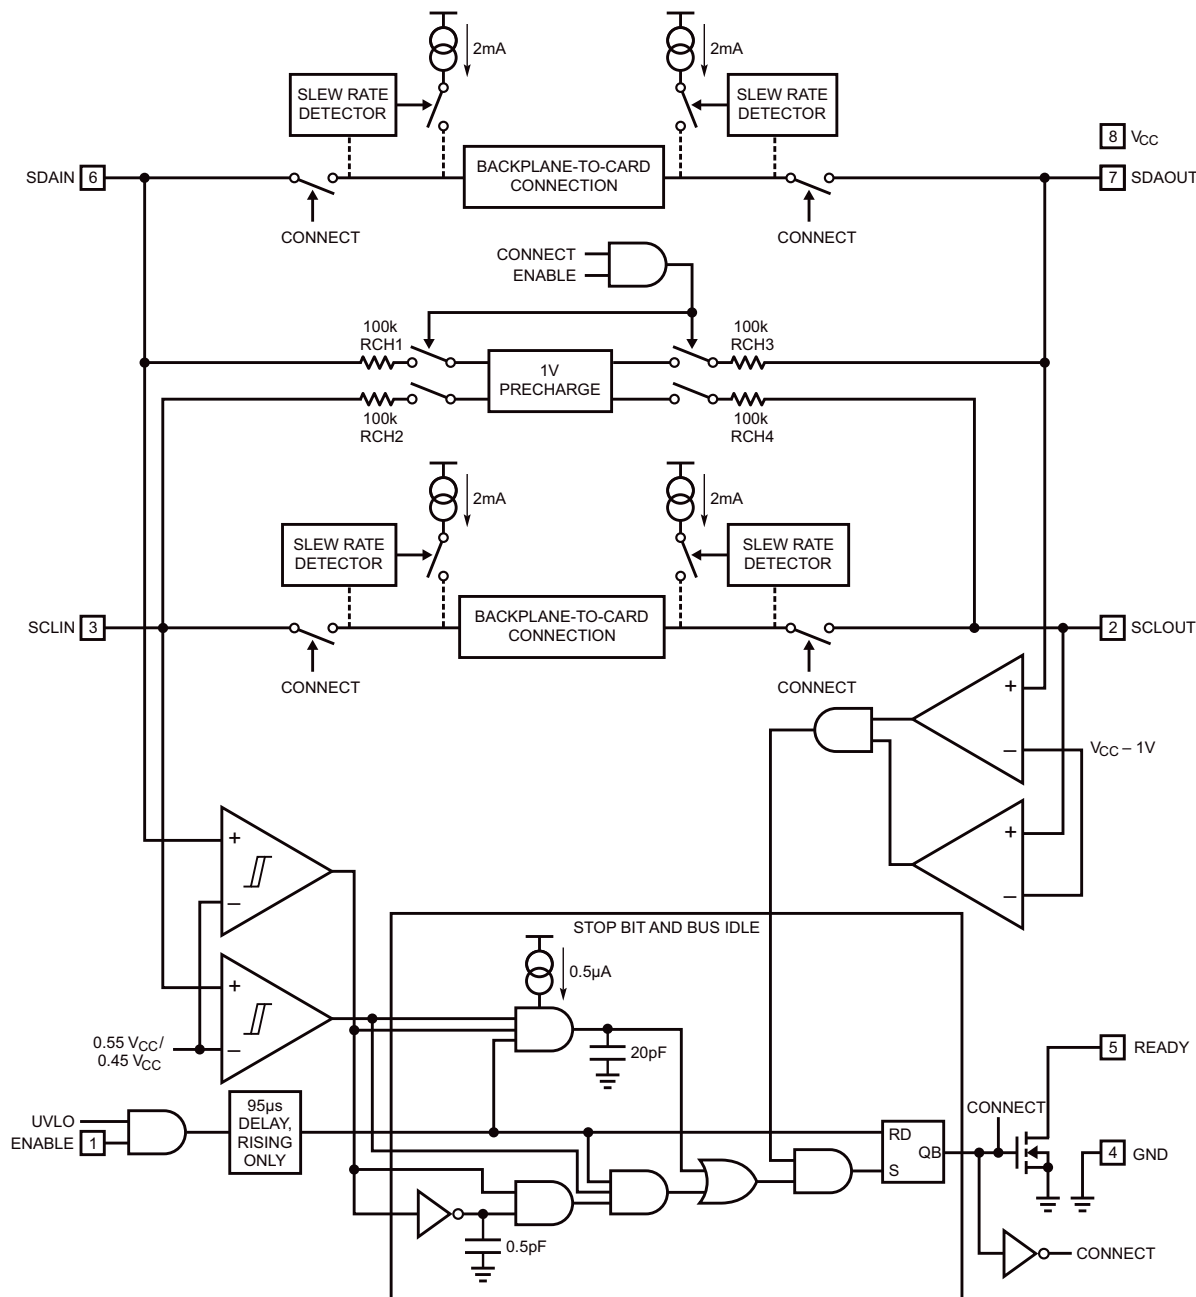 2mA
2mA
SLEW RATE
DETECTOR
SLEW RATE
DETECTOR
8 VCC
SDAIN 6
BACKPLANE-TO-CARD
CONNECTION
7 SDAOUT
CONNECT
CONNECT
CONNECT
ENABLE
100k
RCH1
100k
RCH3
1V
PRECHARGE
100k
RCH2
100k
RCH4
2mA
2mA
SLEW RATE
DETECTOR
SLEW RATE
DETECTOR
SCLIN 3
BACKPLANE-TO-CARD
CONNECTION
2 SCLOUT
CONNECT
CONNECT
+
–
VCC – 1V
+
–
+
–
STOP BIT AND BUS IDLE
0.5µA
+
–
0.55 VCC/
0.45 VCC
20pF
5 READY
UVLO
ENABLE 1
95µs
DELAY,
RISING
ONLY
CONNECT
RD
QB
S
4 GND
0.5pF
CONNECT